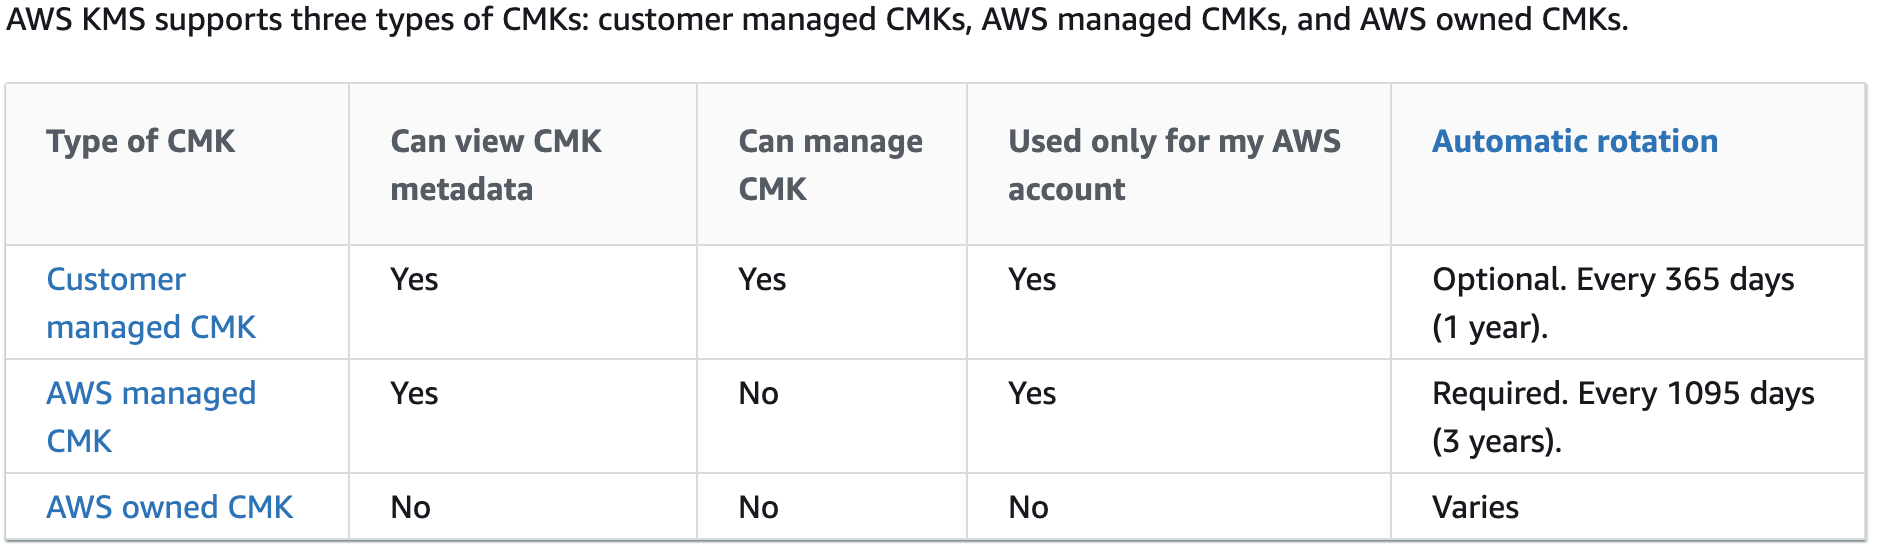 AWS KMS supports three types of CMKs: customer managed CMKs, AWS managed CMKs, and AWS owned CMKs.
Type of CMK
Can view CMK
metadata
Can manage
CMK
Used only for my AWS
account
Automatic rotation
Customer
managed CMK
Yes
Yes
Yes
Optional. Every 365 days
(1 year).
AWS managed
CMK
Yes
No
Yes
Required. Every 1095 days
(3 years).
AWS owned CMK
No
No
No
Varies